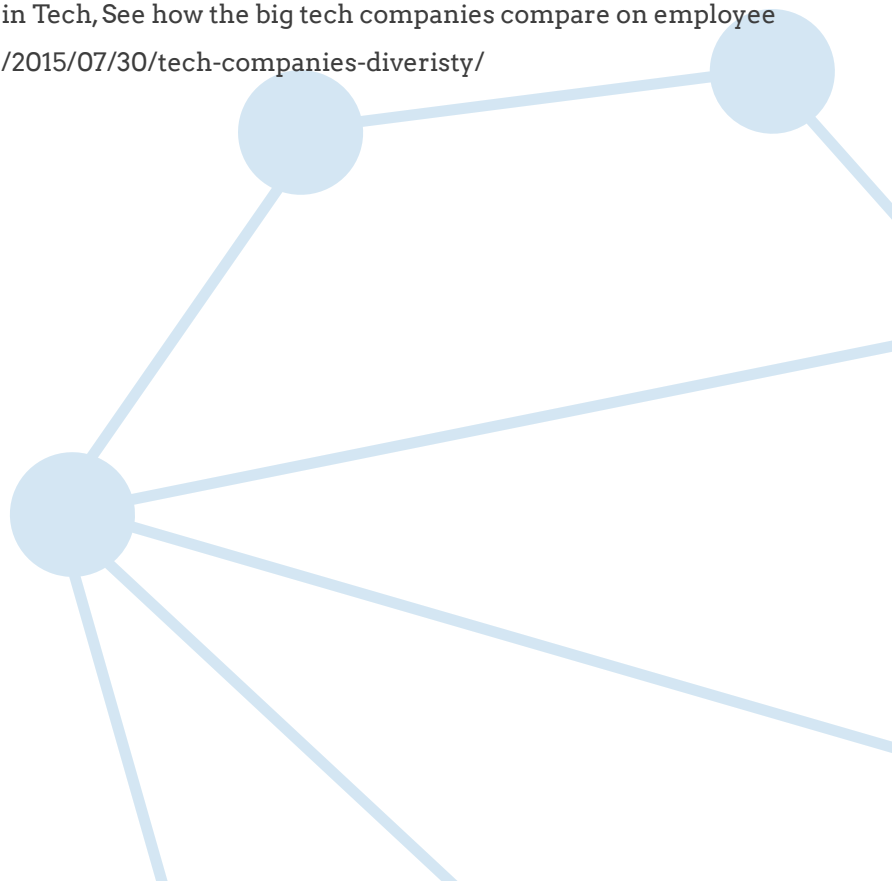 in Tech, See how the big tech companies compare on employee
/2015/07/30/tech-companies-diveristy/